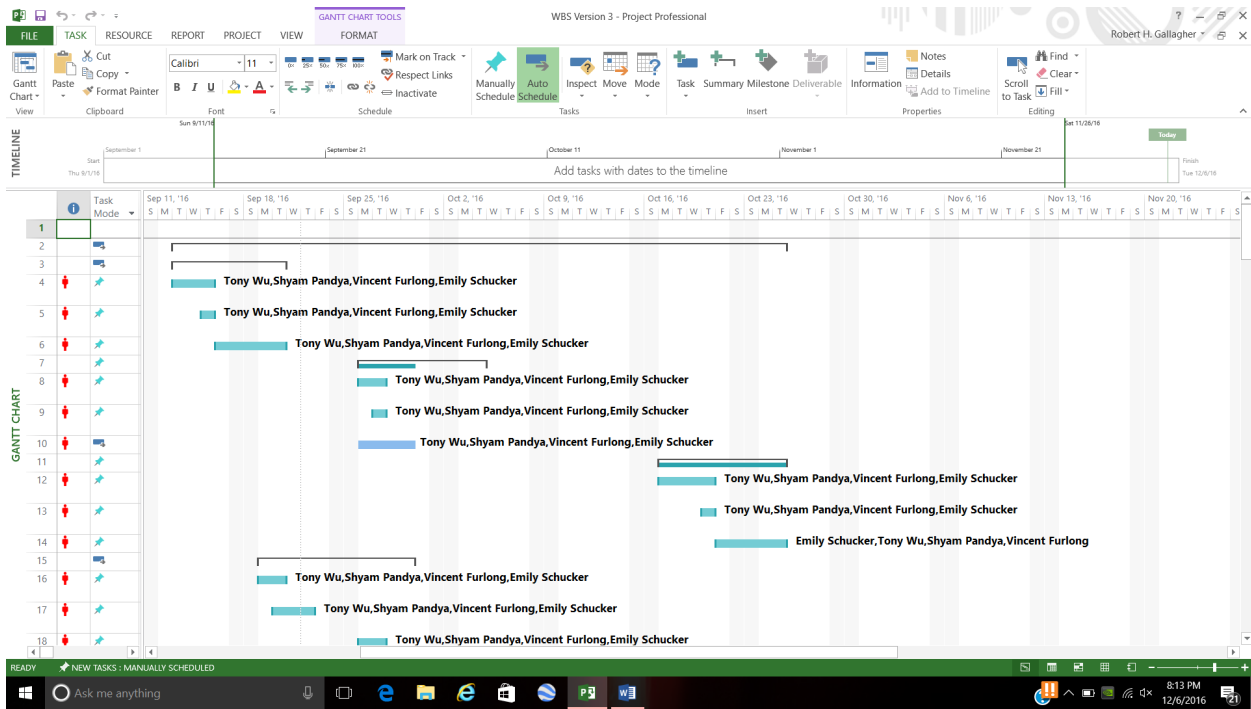 GANTT CHART TOOLS WBS Version 3 - Project Professional ?
FILE TASK RESOURCE REPORT PROJECT VIEW FORMAT Robert H. Gallagher
Gantt Chart
View
Paste
Cut
Copy
Format Painter
Clipboard
Calibri 11
B I U A
Font
0× 25× 50× 75× 100×
Mark on Track
Respect Links
Inactivate
Schedule
Manually Schedule
Auto Schedule
Inspect
Move
Mode
Tasks
Task
Summary
Milestone
Deliverable
Insert
Information
Notes
Details
Add to Timeline
Properties
Scroll to Task
Find
Clear
Fill
Editing
TIMELINE
Sun 9/11/16 Sat 11/26/16
Today
September 1 September 21 October 11 November 1 November 21
Start
Thu 9/1/16
Add tasks with dates to the timeline
Finish
Tue 12/6/16
GANTT CHART
Task Mode
Sep 11, '16 Sep 18, '16 Sep 25, '16 Oct 2, '16 Oct 9, '16 Oct 16, '16 Oct 23, '16 Oct 30, '16 Nov 6, '16 Nov 13, '16 Nov 20, '16
S M T W T F S S M T W T F S S M T W T F S S M T W T F S S M T W T F S S M T W T F S S M T W T F S S M T W T F S S M T W T F S S M T W T F S S M T W T F S
1
2
3
4 Tony Wu,Shyam Pandya,Vincent Furlong,Emily Schucker
5 Tony Wu,Shyam Pandya,Vincent Furlong,Emily Schucker
6 Tony Wu,Shyam Pandya,Vincent Furlong,Emily Schucker
7
8 Tony Wu,Shyam Pandya,Vincent Furlong,Emily Schucker
9 Tony Wu,Shyam Pandya,Vincent Furlong,Emily Schucker
10 Tony Wu,Shyam Pandya,Vincent Furlong,Emily Schucker
11
12 Tony Wu,Shyam Pandya,Vincent Furlong,Emily Schucker
13 Tony Wu,Shyam Pandya,Vincent Furlong,Emily Schucker
14 Emily Schucker,Tony Wu,Shyam Pandya,Vincent Furlong
15
16 Tony Wu,Shyam Pandya,Vincent Furlong,Emily Schucker
17 Tony Wu,Shyam Pandya,Vincent Furlong,Emily Schucker
18 Tony Wu,Shyam Pandya,Vincent Furlong,Emily Schucker
READY NEW TASKS : MANUALLY SCHEDULED
Ask me anything
8:13 PM
12/6/2016
21